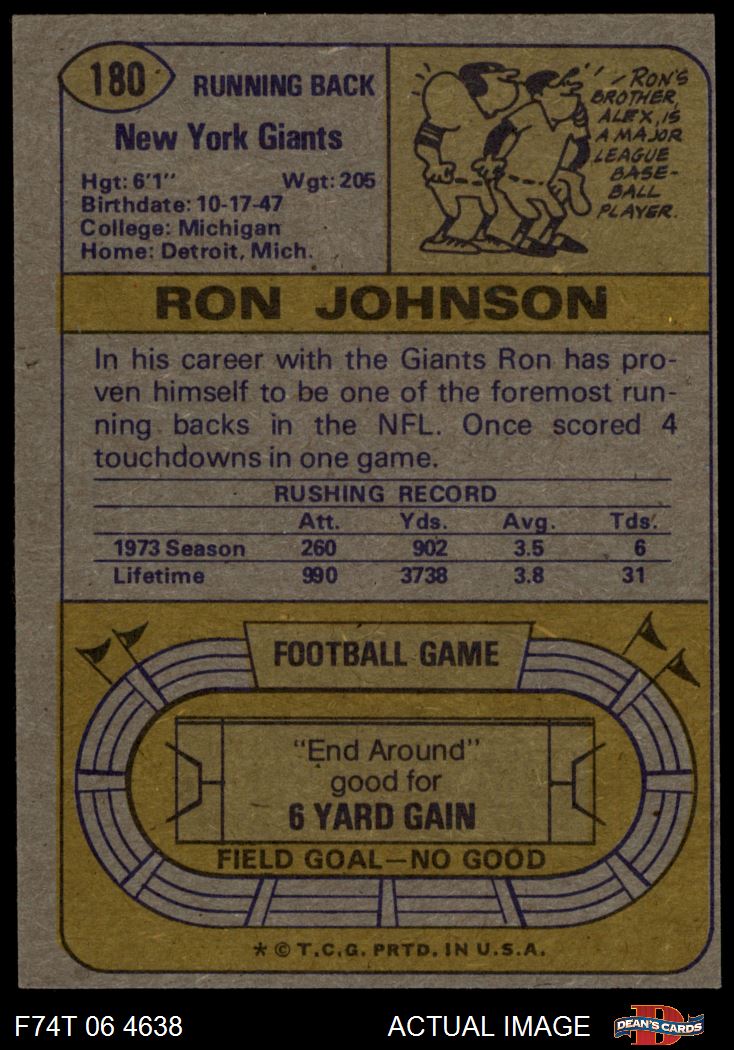 180
RUNNING BACK
New York Giants
Hgt: 6'1" Wgt: 205
Birthdate: 10-17-47
College: Michigan
Home: Detroit, Mich.
RON'S
BROTHER,
ALEX, IS
A MAJOR
LEAGUE
BASE-
BALL
PLAYER.
RON JOHNSON
In his career with the Giants Ron has pro-
ven himself to be one of the foremost run-
ning backs in the NFL. Once scored 4
touchdowns in one game.
RUSHING RECORD
Att. Yds. Avg. Tds.
1973 Season 260 902 3.5 6
Lifetime 990 3738 3.8 31
FOOTBALL GAME
"End Around"
good for
6 YARD GAIN
FIELD GOAL—NO GOOD
* © T.C.G. PRTD. IN U.S.A.
F74T 06 4638 ACTUAL IMAGE
D
DEAN'S CARDS